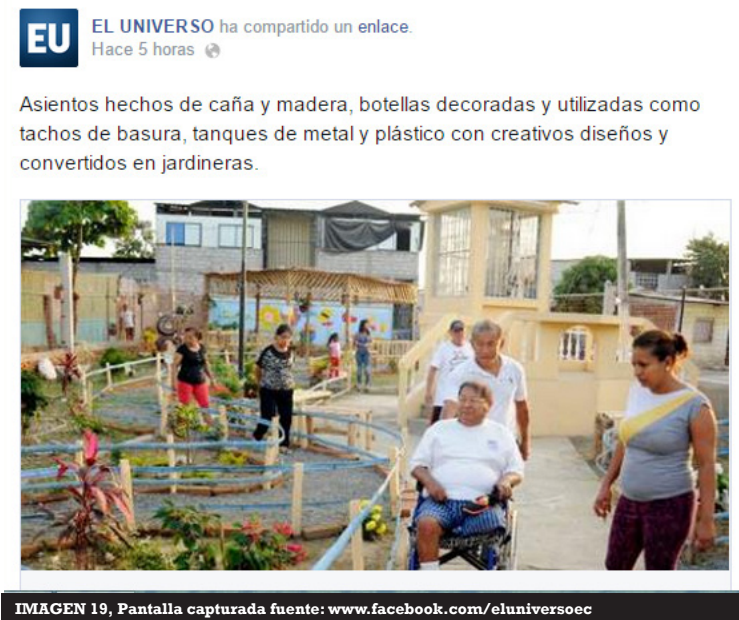 EU
EL UNIVERSO ha compartido un enlace.
Hace 5 horas
Asientos hechos de caña y madera, botellas decoradas y utilizadas como
tachos de basura, tanques de metal y plástico con creativos diseños y
convertidos en jardineras.
IMAGEN 19, Pantalla capturada fuente: www.facebook.com/eluniversoec